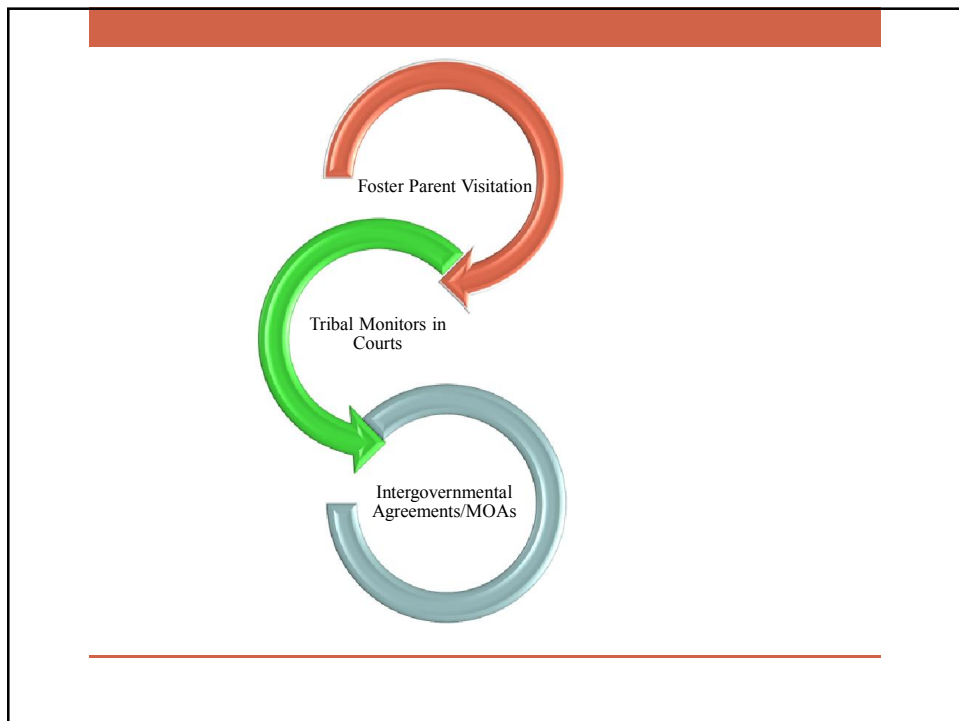 Foster Parent Visitation
Tribal Monitors in
Courts
Intergovernmental
Agreements/MOAs